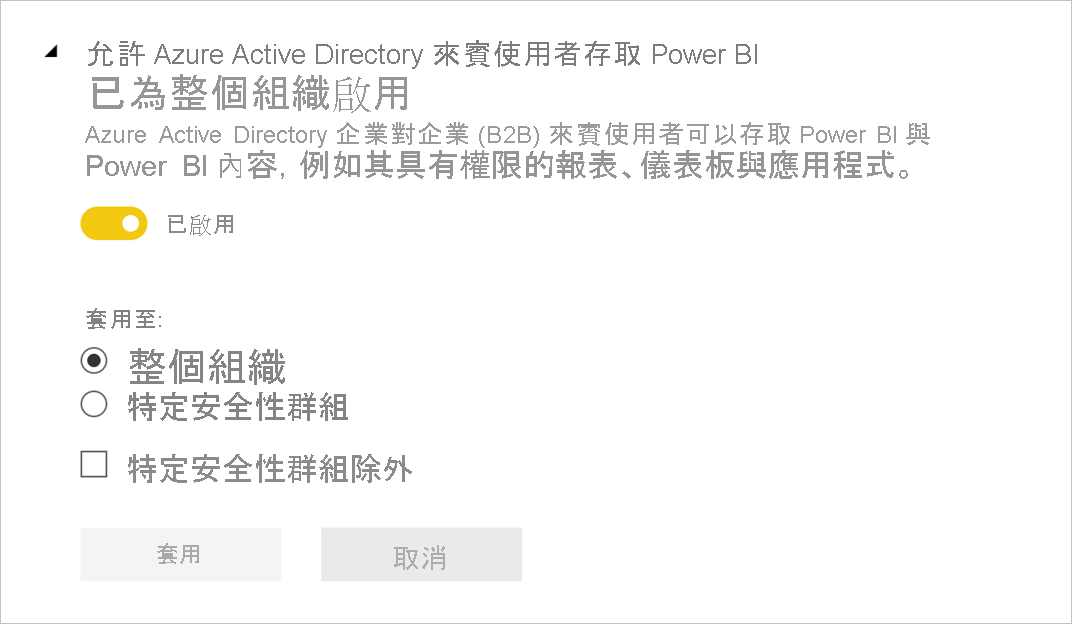 允許 Azure Active Directory 來賓使用者存取 Power BI
已為整個組織啟用
Azure Active Directory 企業對企業 (B2B) 來賓使用者可以存取 Power BI 與
Power BI 內容, 例如其具有權限的報表、儀表板與應用程式。
已啟用
套用至:
整個組織
特定安全性群組
特定安全性群組除外
套用
取消